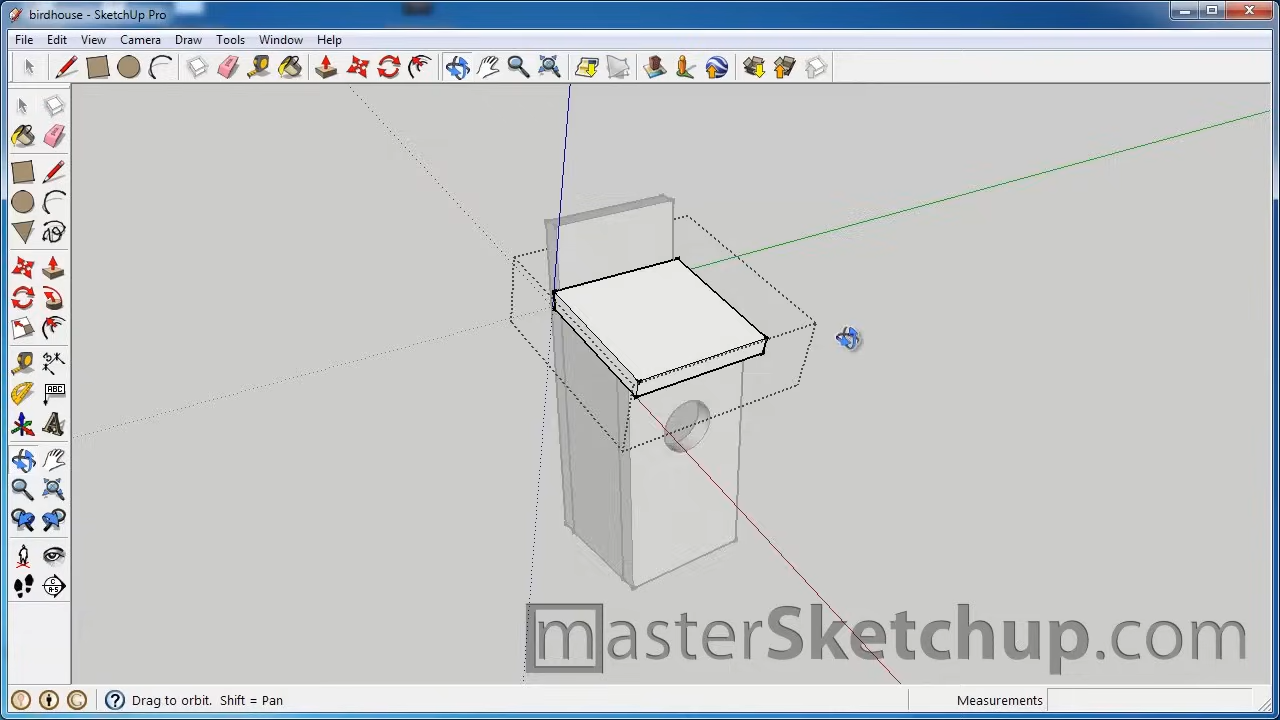 birdhouse - SketchUp Pro
File Edit View Camera Draw Tools Window Help
ABC
masterSketchup.com
Drag to orbit. Shift = Pan
Measurements